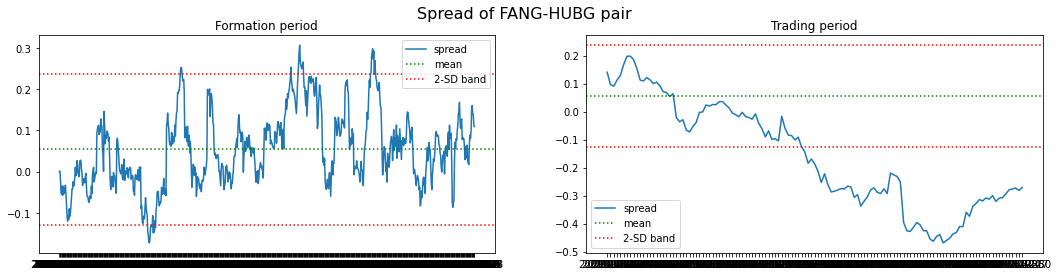 Spread of FANG-HUBG pair
Formation period
0.3
0.2
0.1
0.0
−0.1
spread
mean
2-SD band
Trading period
0.2
0.1
0.0
−0.1
−0.2
−0.3
−0.4
−0.5
spread
mean
2-SD band